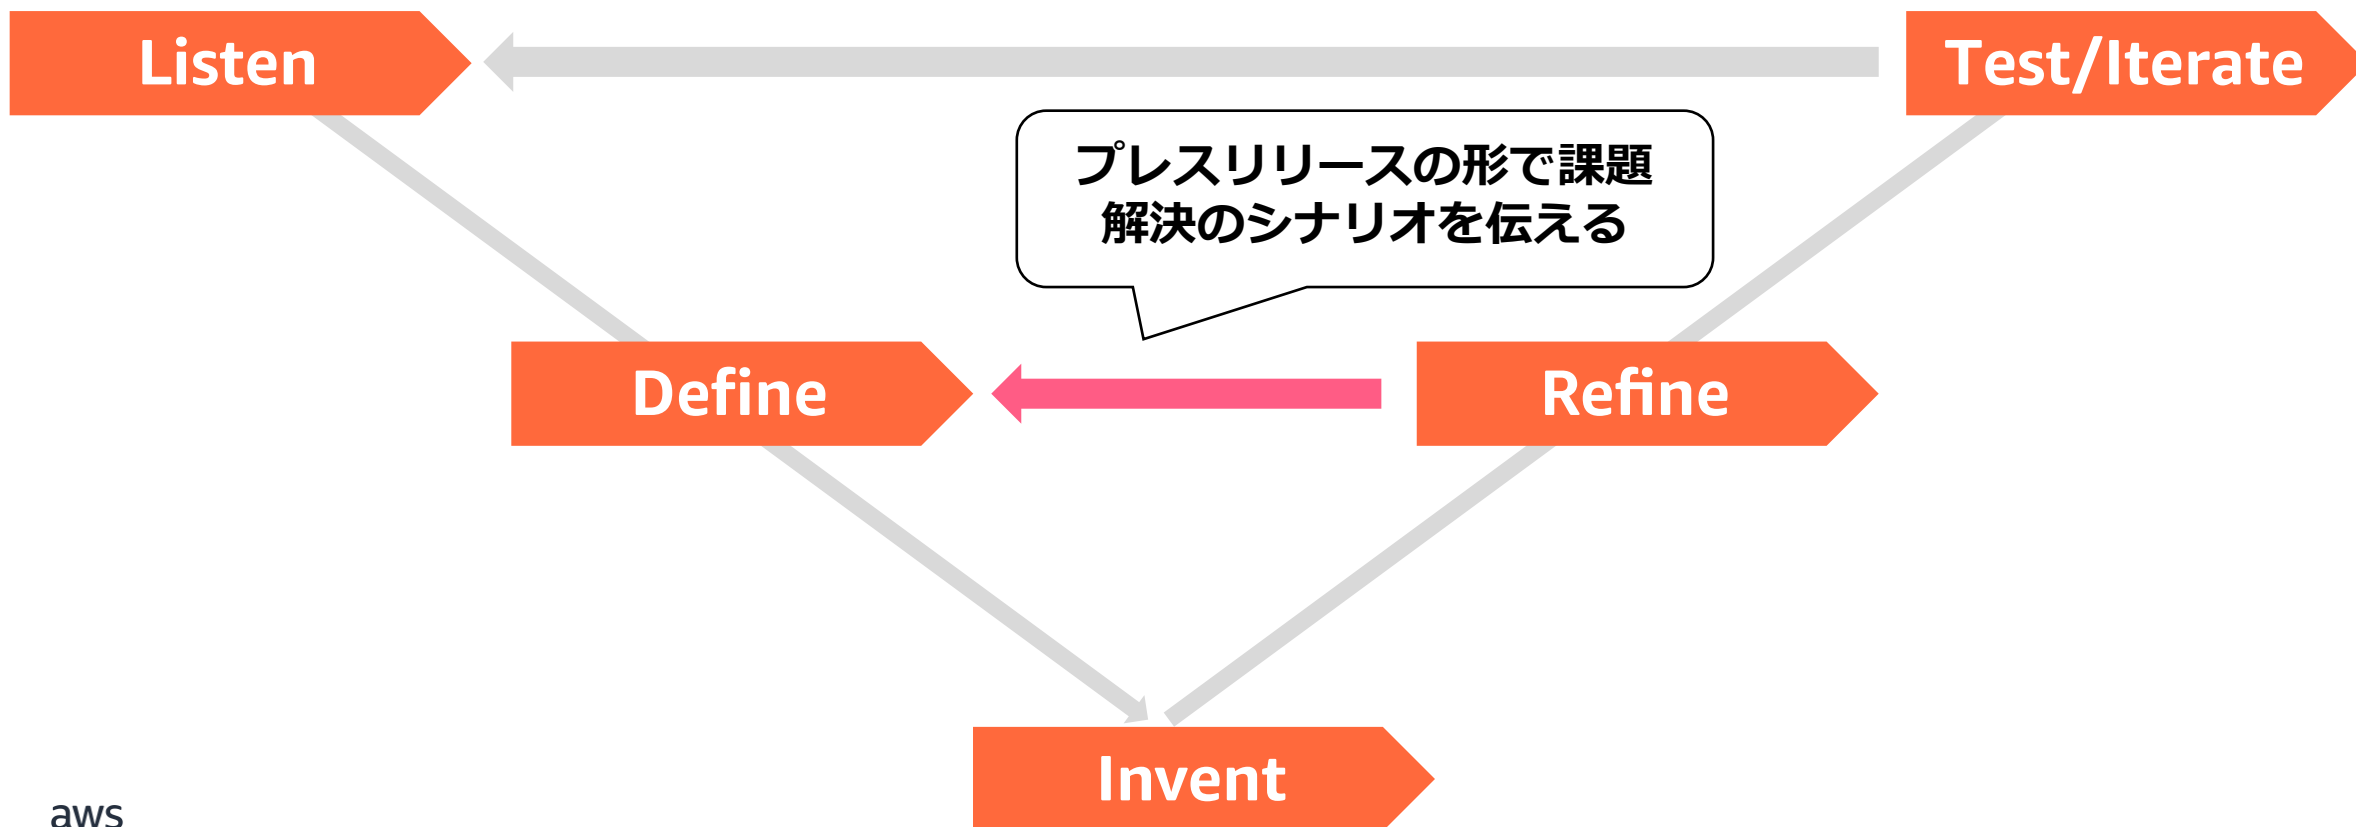 Listen
Test/Iterate
プレスリリースの形で課題
解決のシナリオを伝える
Define
Refine
Invent
aws